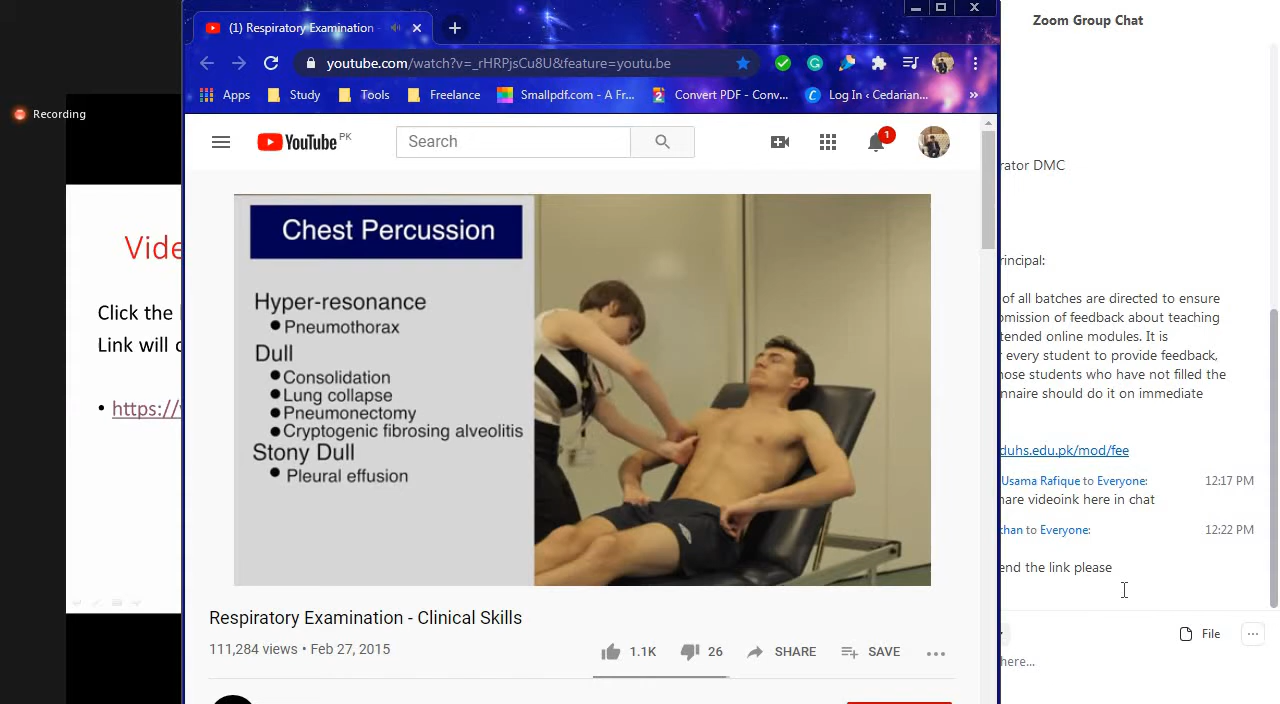 Zoom Group Chat
(1) Respiratory Examination -
youtube.com/watch?v=_rHRPjsCu8U&feature=youtu.be
Apps
Study
Tools
Freelance
Smallpdf.com - A Fr...
Convert PDF - Conv...
Log In ‹ Cedarian...
»
Recording
YouTube PK
Search
1
Vide
Click the
Link will
• https://
Chest Percussion
Hyper-resonance
• Pneumothorax
Dull
• Consolidation
• Lung collapse
• Pneumonectomy
• Cryptogenic fibrosing alveolitis
Stony Dull
• Pleural effusion
Respiratory Examination - Clinical Skills
111,284 views • Feb 27, 2015
1.1K
26
SHARE
SAVE
rator DMC
rincipal:
of all batches are directed to ensure
omission of feedback about teaching
tended online modules. It is
r every student to provide feedback,
hose students who have not filled the
nnaire should do it on immediate
duhs.edu.pk/mod/fee
Usama Rafique to Everyone: 12:17 PM
hare videoink here in chat
khan to Everyone: 12:22 PM
end the link please
File
here...